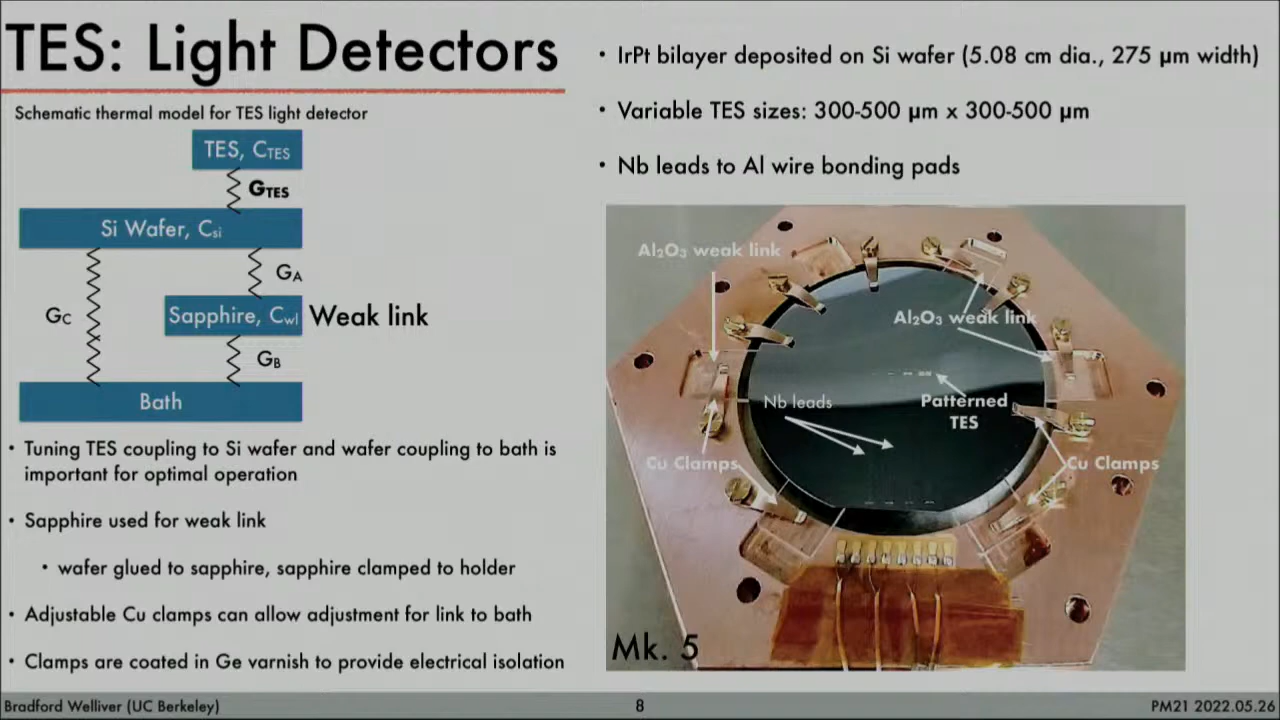 TES: Light Detectors
Schematic thermal model for TES light detector
TES, CTES
GTES
Si Wafer, Csi
GA
GC
Sapphire, Cwl
Weak link
GB
Bath
• Tuning TES coupling to Si wafer and wafer coupling to bath is
important for optimal operation
• Sapphire used for weak link
• wafer glued to sapphire, sapphire clamped to holder
• Adjustable Cu clamps can allow adjustment for link to bath
• Clamps are coated in Ge varnish to provide electrical isolation
• IrPt bilayer deposited on Si wafer (5.08 cm dia., 275 µm width)
• Variable TES sizes: 300-500 µm x 300-500 µm
• Nb leads to Al wire bonding pads
Al₂O₃ weak link
Al₂O₃ weak link
Nb leads
Patterned
TES
Cu Clamps
Cu Clamps
Mk. 5
Bradford Welliver (UC Berkeley)
8
PM21 2022.05.26